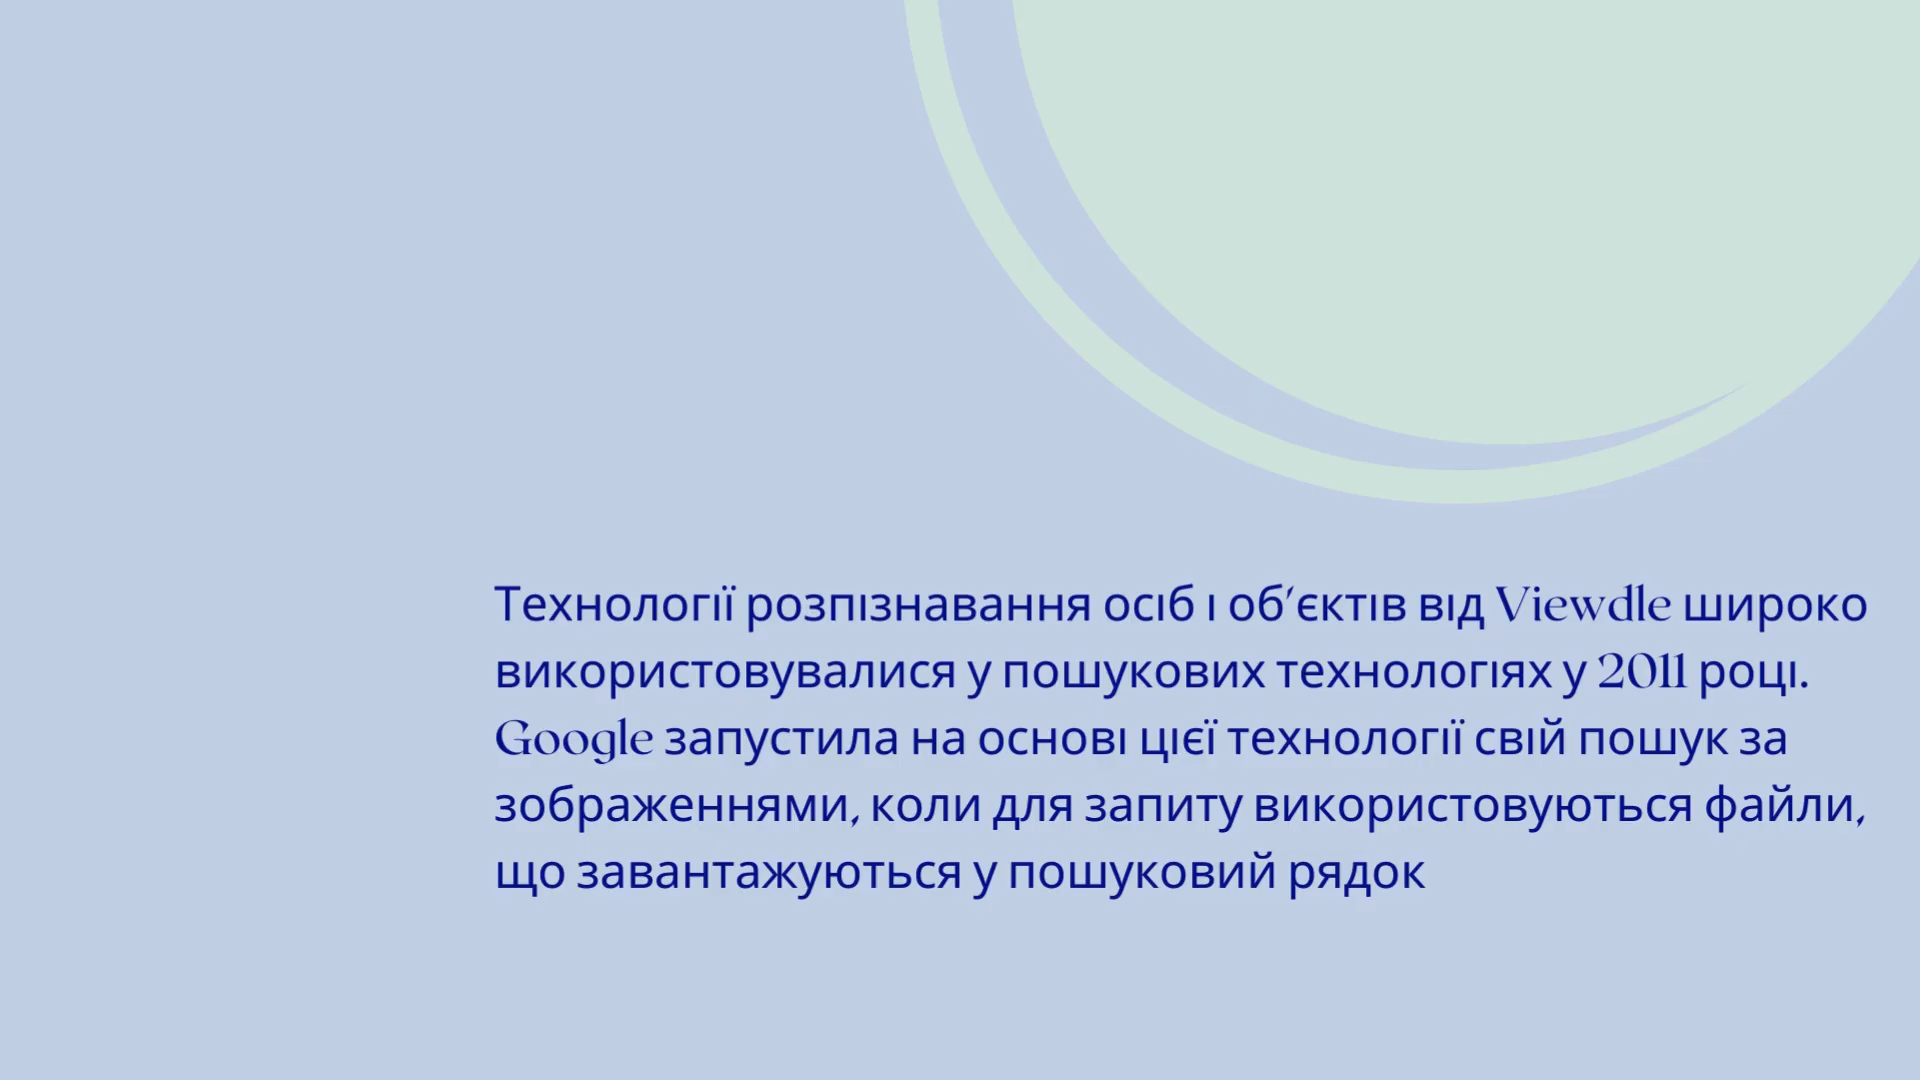 Технології розпізнавання осіб і об’єктів від Viewdle широко
використовувалися у пошукових технологіях у 2011 році.
Google запустила на основі цієї технології свій пошук за
зображеннями, коли для запиту використовуються файли,
що завантажуються у пошуковий рядок